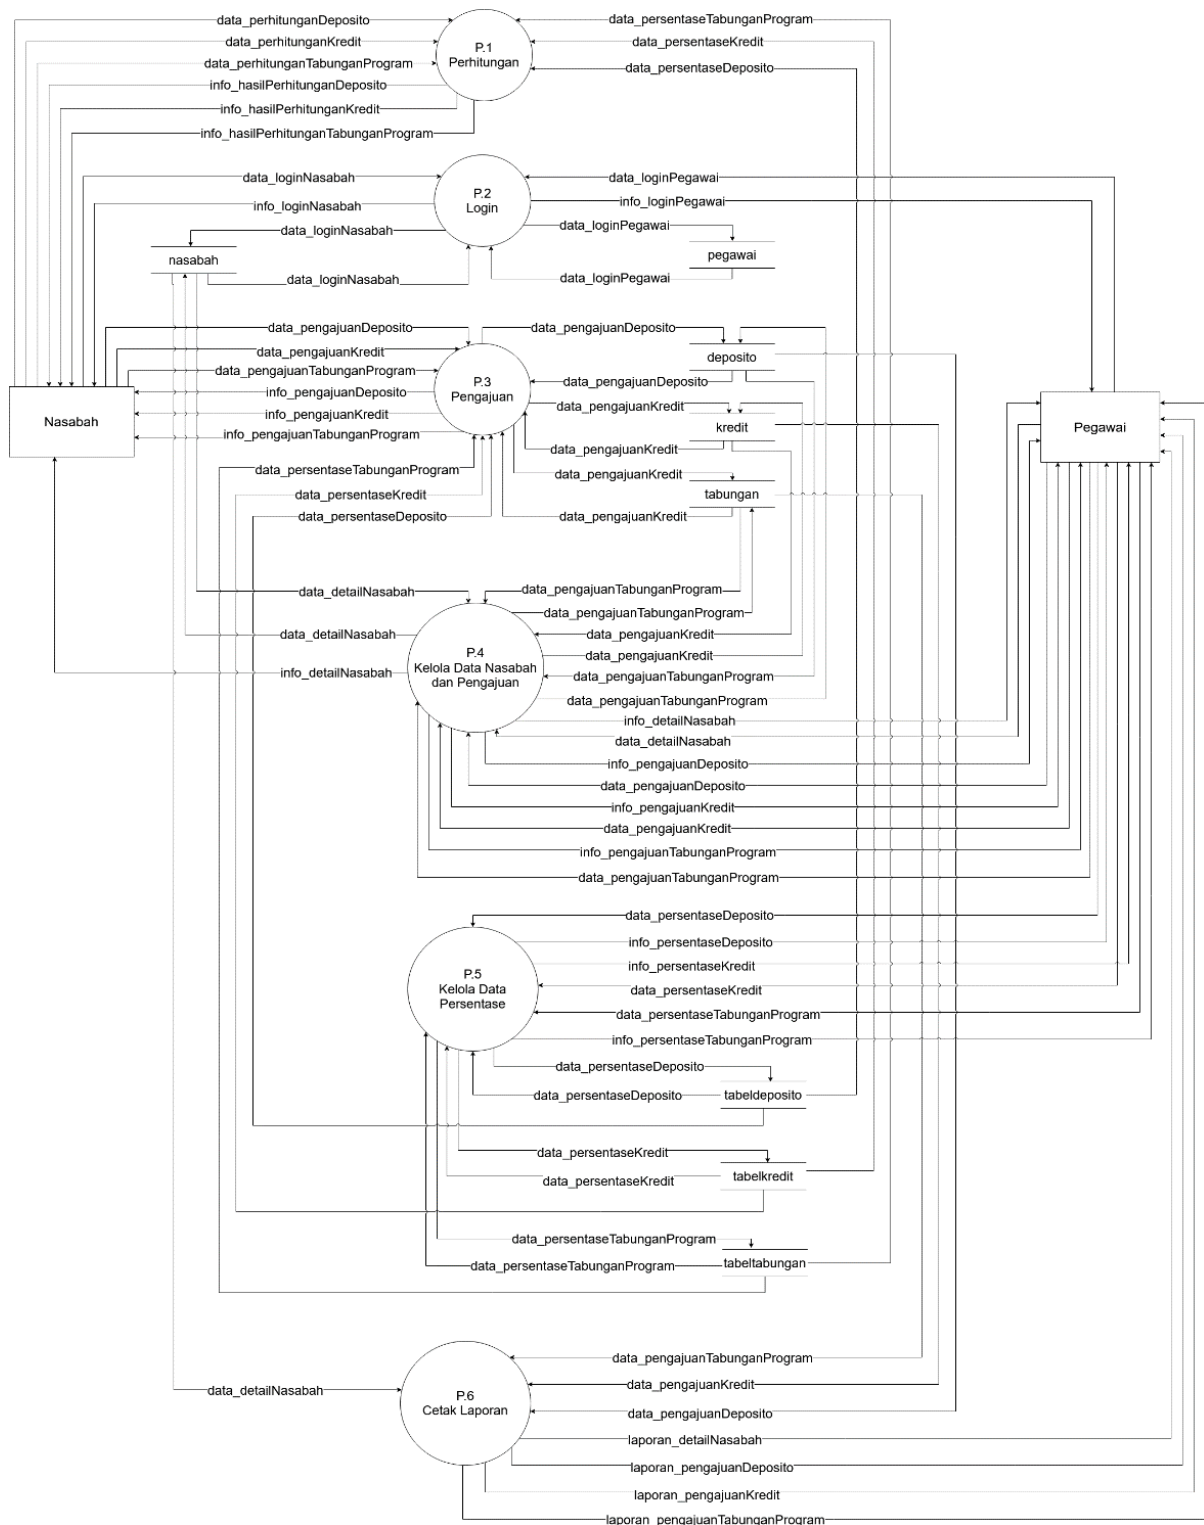 data_perhitunganDeposito
data_persentaseTabunganProgram
data_perhitunganKredit
data_persentaseKredit
P.1
Perhitungan
data_perhitunganTabunganProgram
data_persentaseDeposito
info_hasilPerhitunganDeposito
info_hasilPerhitunganKredit
info_hasilPerhitunganTabunganProgram
data_loginNasabah
data_loginPegawai
P.2
Login
info_loginNasabah
info_loginPegawai
data_loginNasabah
data_loginPegawai
nasabah
pegawai
data_loginNasabah
data_loginPegawai
data_pengajuanDeposito
data_pengajuanDeposito
data_pengajuanKredit
deposito
data_pengajuanTabunganProgram
P.3
Pengajuan
data_pengajuanDeposito
info_pengajuanDeposito
data_pengajuanKredit
info_pengajuanKredit
kredit
Nasabah
Pegawai
info_pengajuanTabunganProgram
data_pengajuanKredit
data_persentaseTabunganProgram
data_pengajuanKredit
data_persentaseKredit
tabungan
data_persentaseDeposito
data_pengajuanKredit
data_detailNasabah
data_pengajuanTabunganProgram
data_pengajuanTabunganProgram
data_detailNasabah
data_pengajuanKredit
P.4
Kelola Data Nasabah
dan Pengajuan
data_pengajuanKredit
info_detailNasabah
data_pengajuanTabunganProgram
data_pengajuanTabunganProgram
info_detailNasabah
data_detailNasabah
info_pengajuanDeposito
data_pengajuanDeposito
info_pengajuanKredit
data_pengajuanKredit
info_pengajuanTabunganProgram
data_pengajuanTabunganProgram
data_persentaseDeposito
info_persentaseDeposito
info_persentaseKredit
P.5
Kelola Data
Persentase
data_persentaseKredit
data_persentaseTabunganProgram
info_persentaseTabunganProgram
data_persentaseDeposito
data_persentaseDeposito
tabeldeposito
data_persentaseKredit
data_persentaseKredit
tabelkredit
data_persentaseTabunganProgram
data_persentaseTabunganProgram
tabeltabungan
data_pengajuanTabunganProgram
data_detailNasabah
P.6
Cetak Laporan
data_pengajuanKredit
data_pengajuanDeposito
laporan_detailNasabah
laporan_pengajuanDeposito
laporan_pengajuanKredit
laporan_pengajuanTabunganProgram